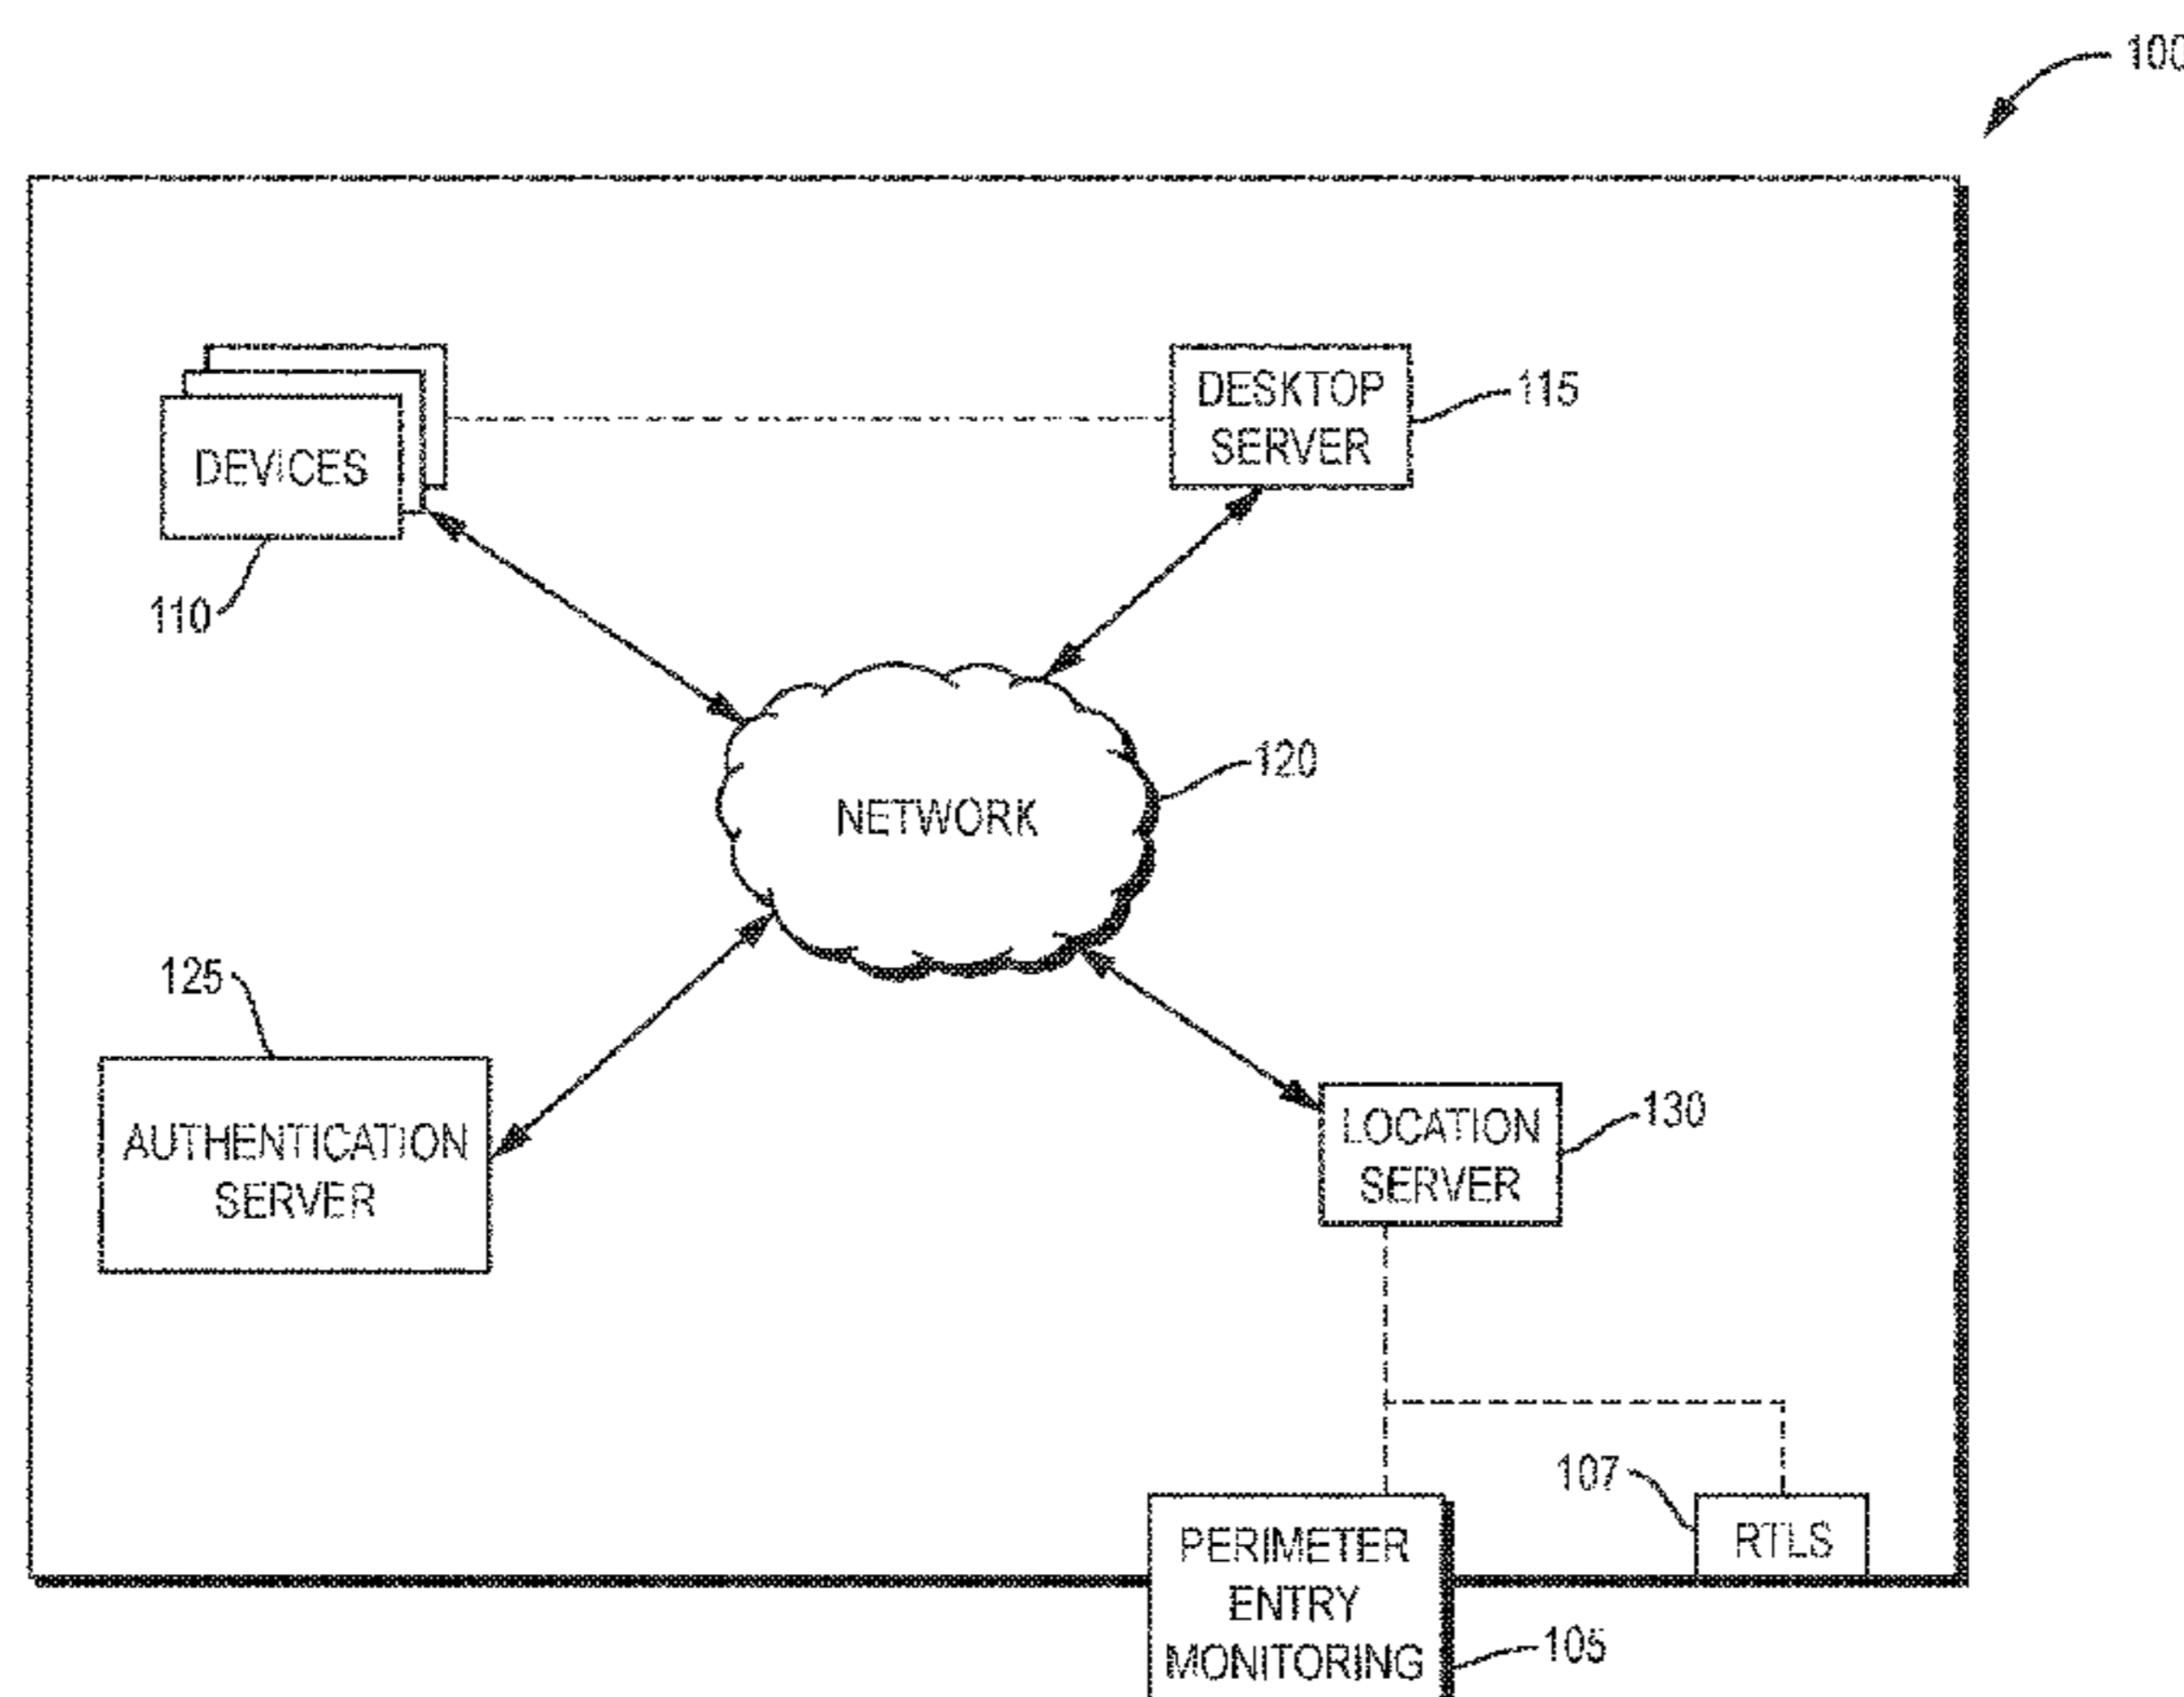 100
DESKTOP
SERVER
115
DEVICES
110
120
NETWORK
125
AUTHENTICATION
SERVER
LOCATION
SERVER
130
107
RTLS
PERIMETER
ENTRY
MONITORING
105